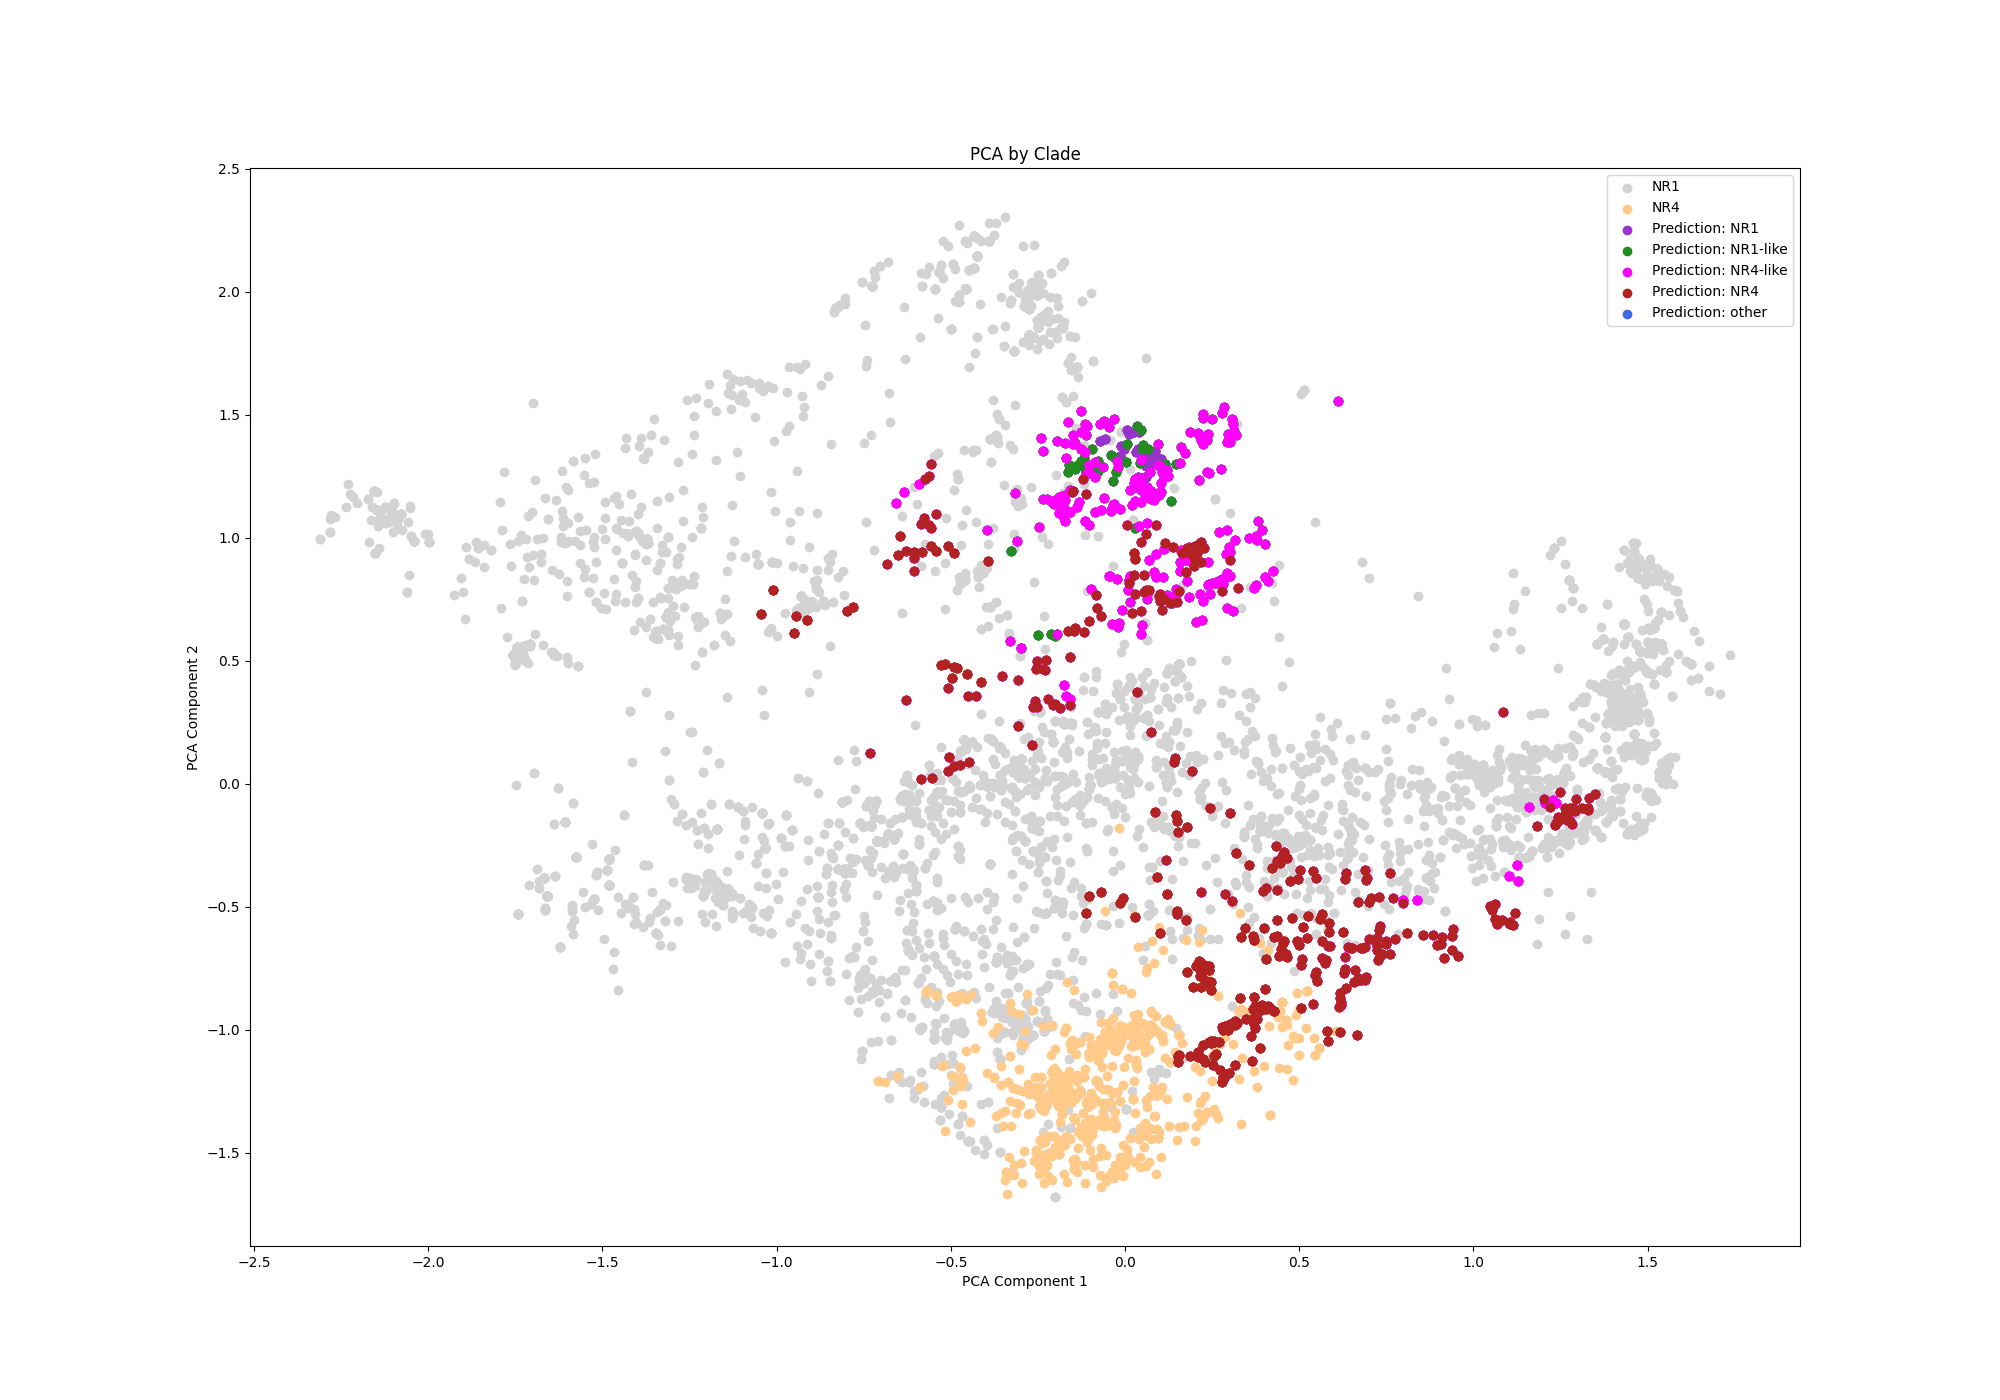 PCA by Clade
2.5
2.0
1.5
1.0
0.5
0.0
−0.5
−1.0
−1.5
PCA Component 2
NR1
NR4
Prediction: NR1
Prediction: NR1-like
Prediction: NR4-like
Prediction: NR4
Prediction: other
−2.5 −2.0 −1.5 −1.0 −0.5 0.0 0.5 1.0 1.5
PCA Component 1